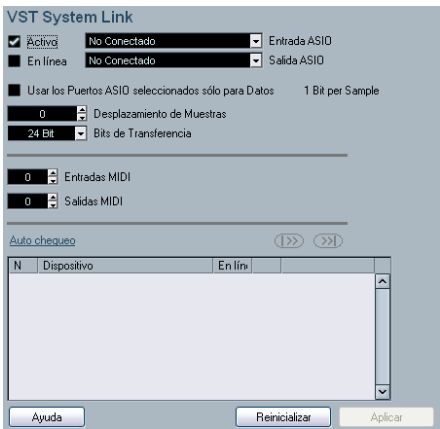 VST System Link
Activo No Conectado Entrada ASIO
En línea No Conectado Salida ASIO
Usar los Puertos ASIO seleccionados sólo para Datos 1 Bit per Sample
0 Desplazamiento de Muestras
24 Bit Bits de Transferencia
0 Entradas MIDI
0 Salidas MIDI
Auto chequeo
N Dispositivo En líne
Ayuda Reinicializar Aplicar